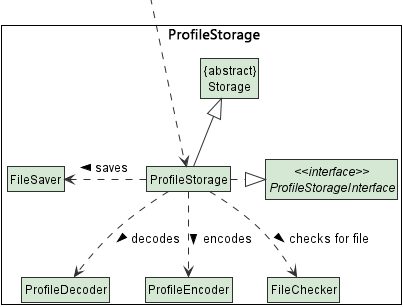 ProfileStorage
{abstract}
Storage
saves
FileSaver
ProfileStorage
<<interface>>
ProfileStorageInterface
decodes
encodes
checks for file
ProfileDecoder
ProfileEncoder
FileChecker